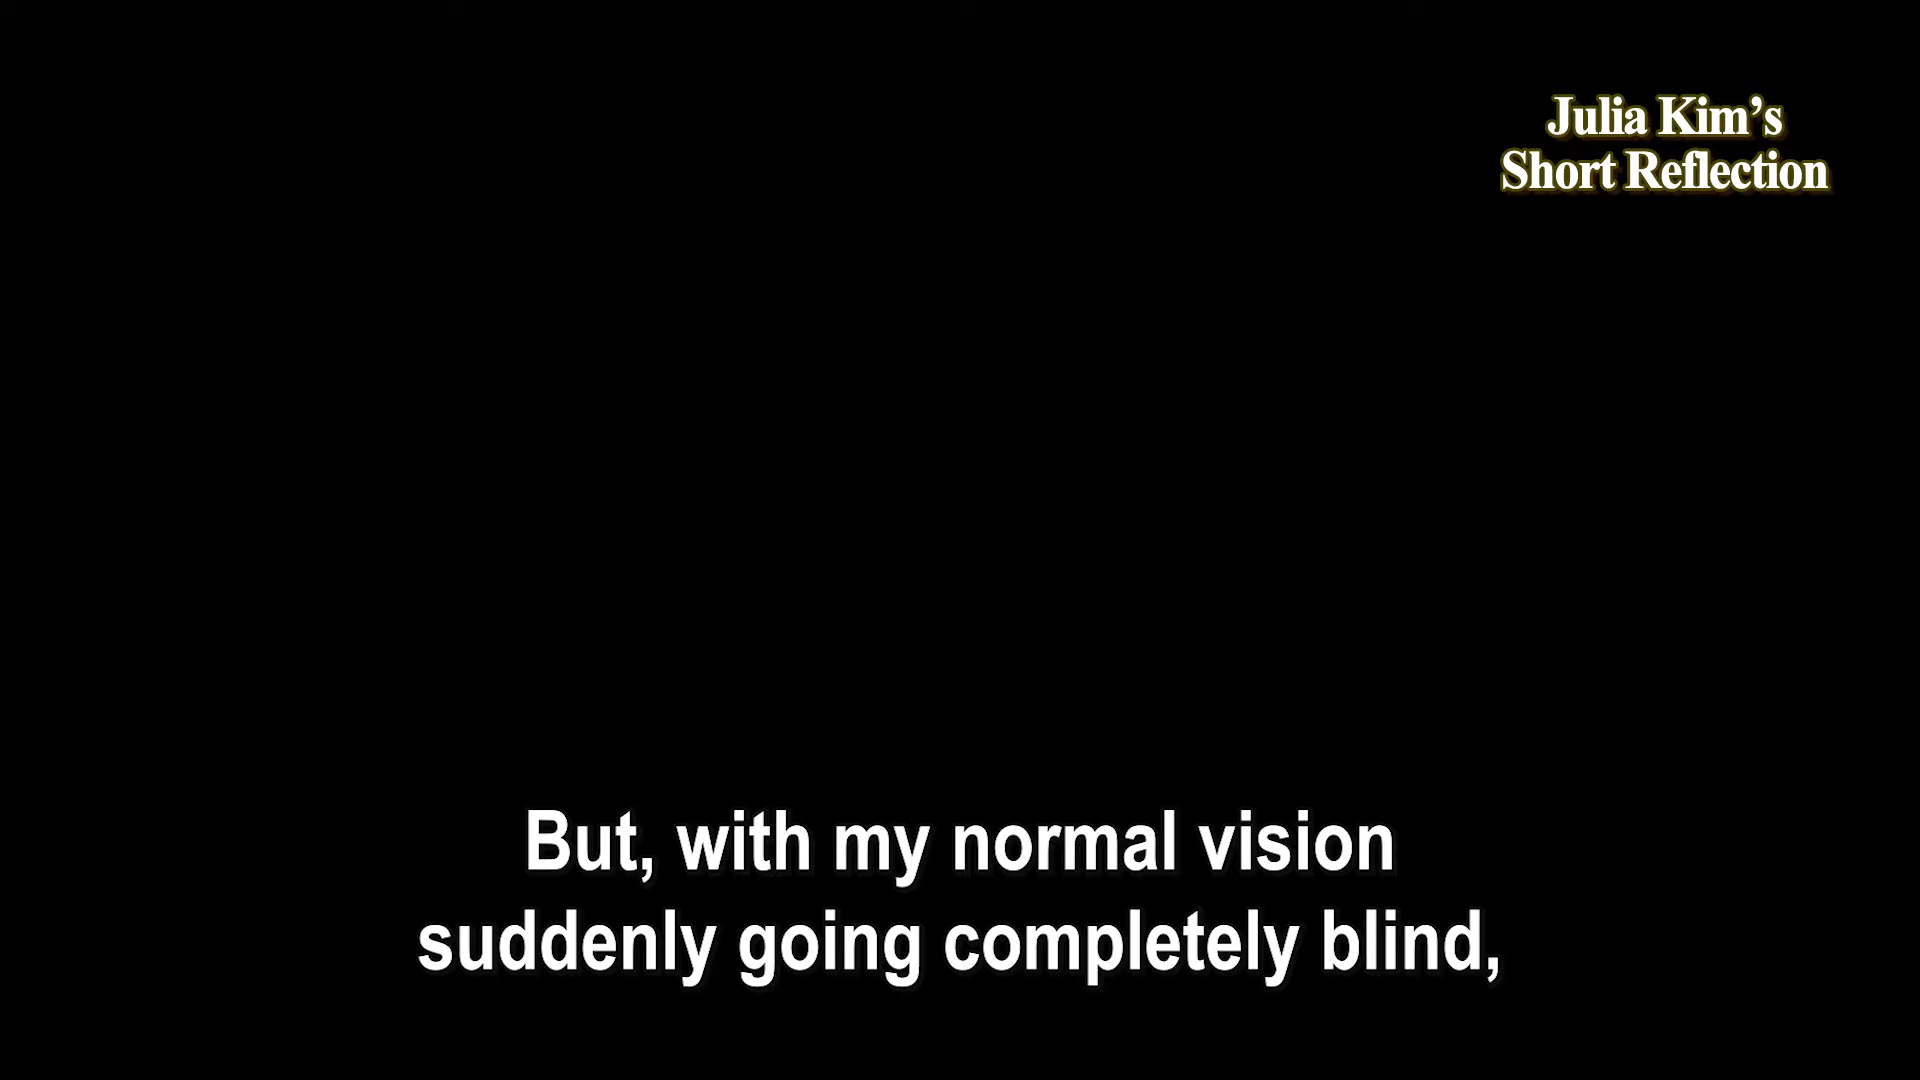 Julia Kim’s
Short Reflection
But, with my normal vision
suddenly going completely blind,